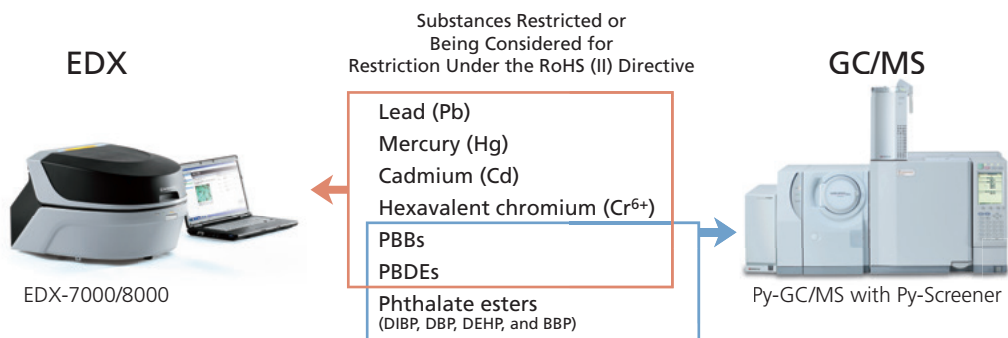 Substances Restricted or
Being Considered for
Restriction Under the RoHS (II) Directive
EDX
GC/MS
Lead (Pb)
Mercury (Hg)
Cadmium (Cd)
Hexavalent chromium (Cr⁶⁺)
PBBs
PBDEs
Phthalate esters
(DIBP, DBP, DEHP, and BBP)
EDX-7000/8000
Py-GC/MS with Py-Screener